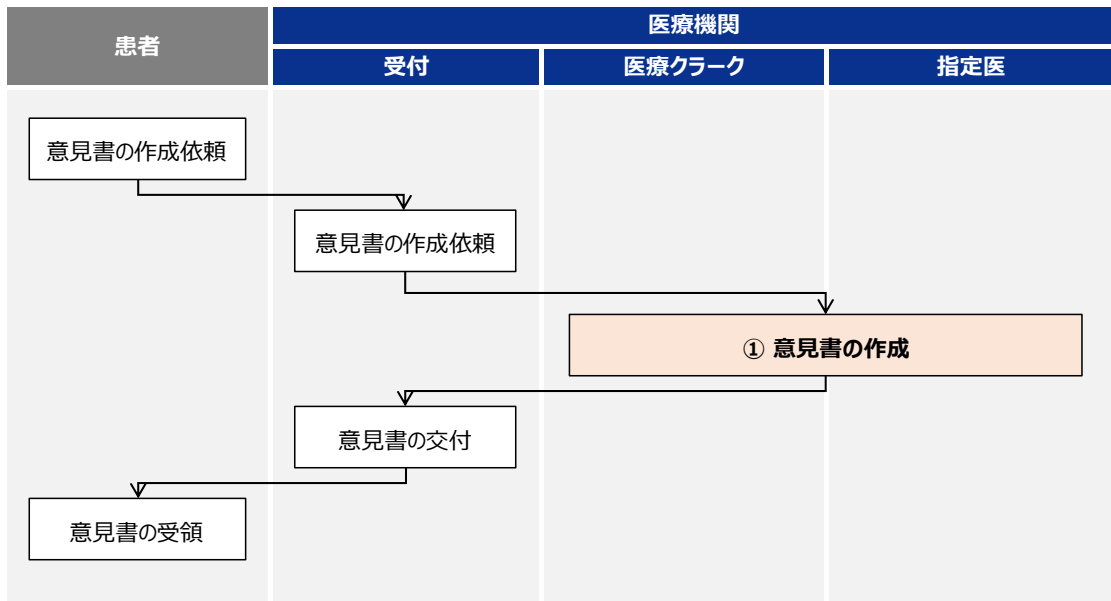 患者
医療機関
受付
医療クラーク
指定医
意見書の作成依頼
意見書の作成依頼
① 意見書の作成
意見書の交付
意見書の受領